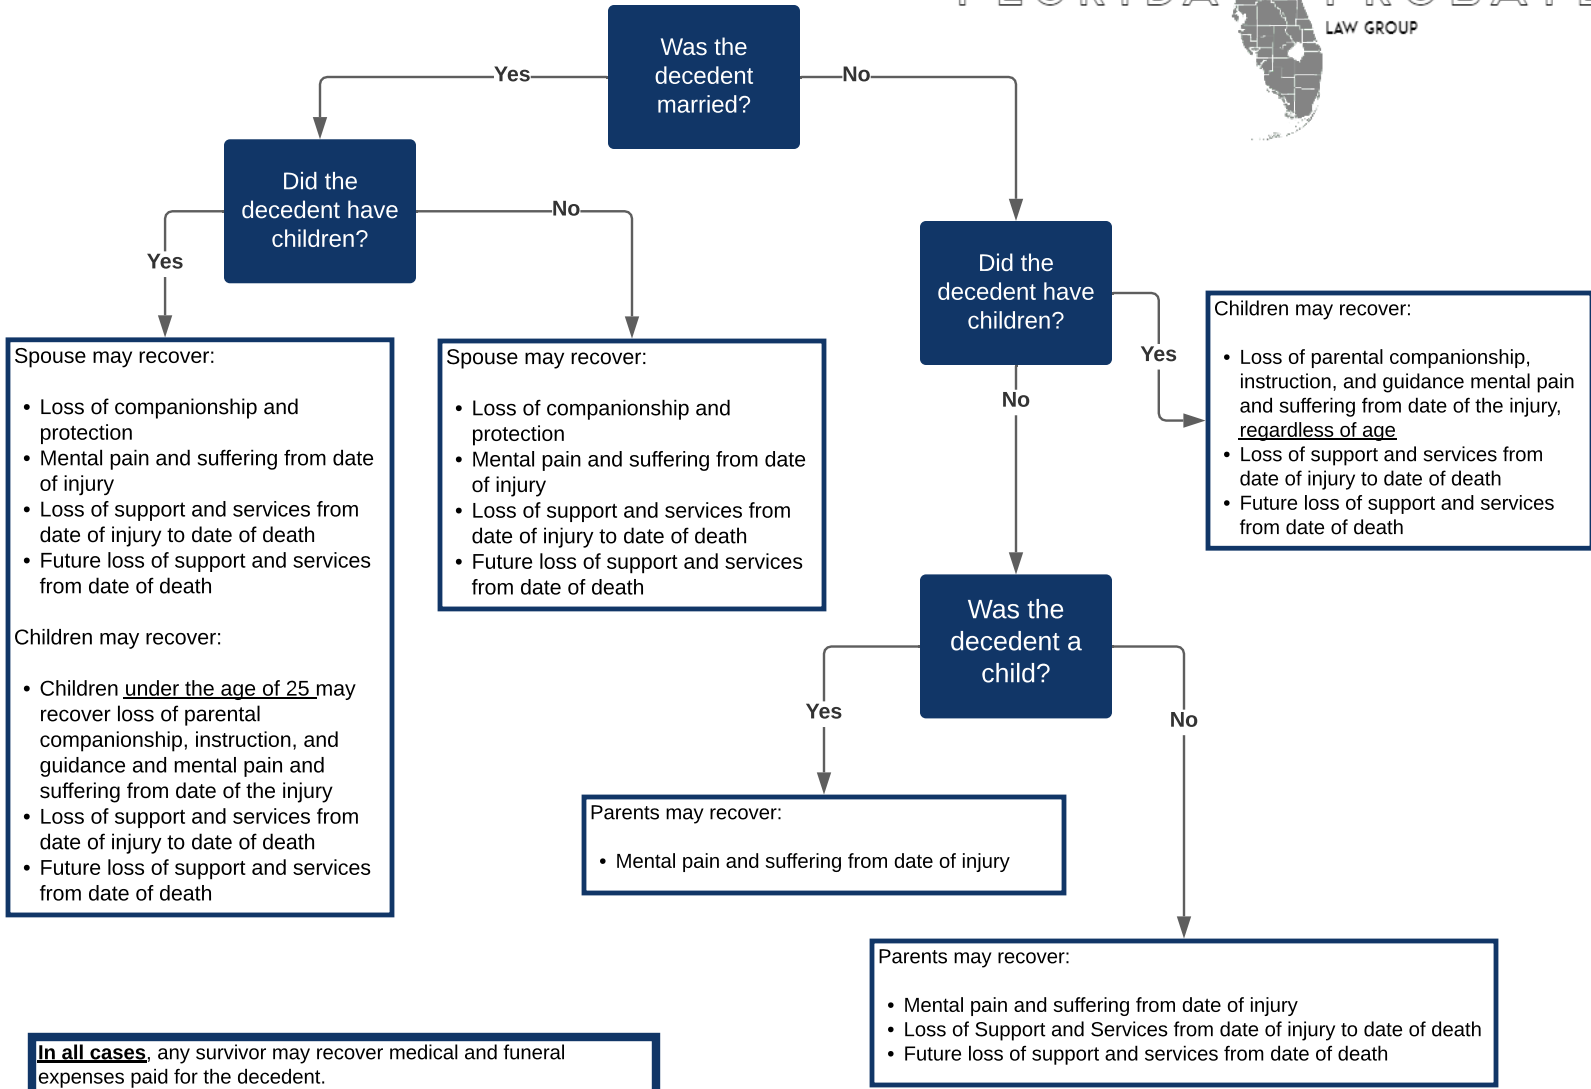 FLORIDA PROBATE
LAW GROUP
Was the
decedent
married?
Yes
No
Did the
decedent have
children?
Yes
No
Did the
decedent have
children?
Yes
No
Spouse may recover:
• Loss of companionship and
protection
• Mental pain and suffering from date
of injury
• Loss of support and services from
date of injury to date of death
• Future loss of support and services
from date of death
Children may recover:
• Children under the age of 25 may
recover loss of parental
companionship, instruction, and
guidance and mental pain and
suffering from date of the injury
• Loss of support and services from
date of injury to date of death
• Future loss of support and services
from date of death
Spouse may recover:
• Loss of companionship and
protection
• Mental pain and suffering from date
of injury
• Loss of support and services from
date of injury to date of death
• Future loss of support and services
from date of death
Children may recover:
• Loss of parental companionship,
instruction, and guidance mental pain
and suffering from date of the injury,
regardless of age
• Loss of support and services from
date of injury to date of death
• Future loss of support and services
from date of death
Was the
decedent a
child?
Yes
No
Parents may recover:
• Mental pain and suffering from date of injury
Parents may recover:
• Mental pain and suffering from date of injury
• Loss of Support and Services from date of injury to date of death
• Future loss of support and services from date of death
In all cases, any survivor may recover medical and funeral
expenses paid for the decedent.